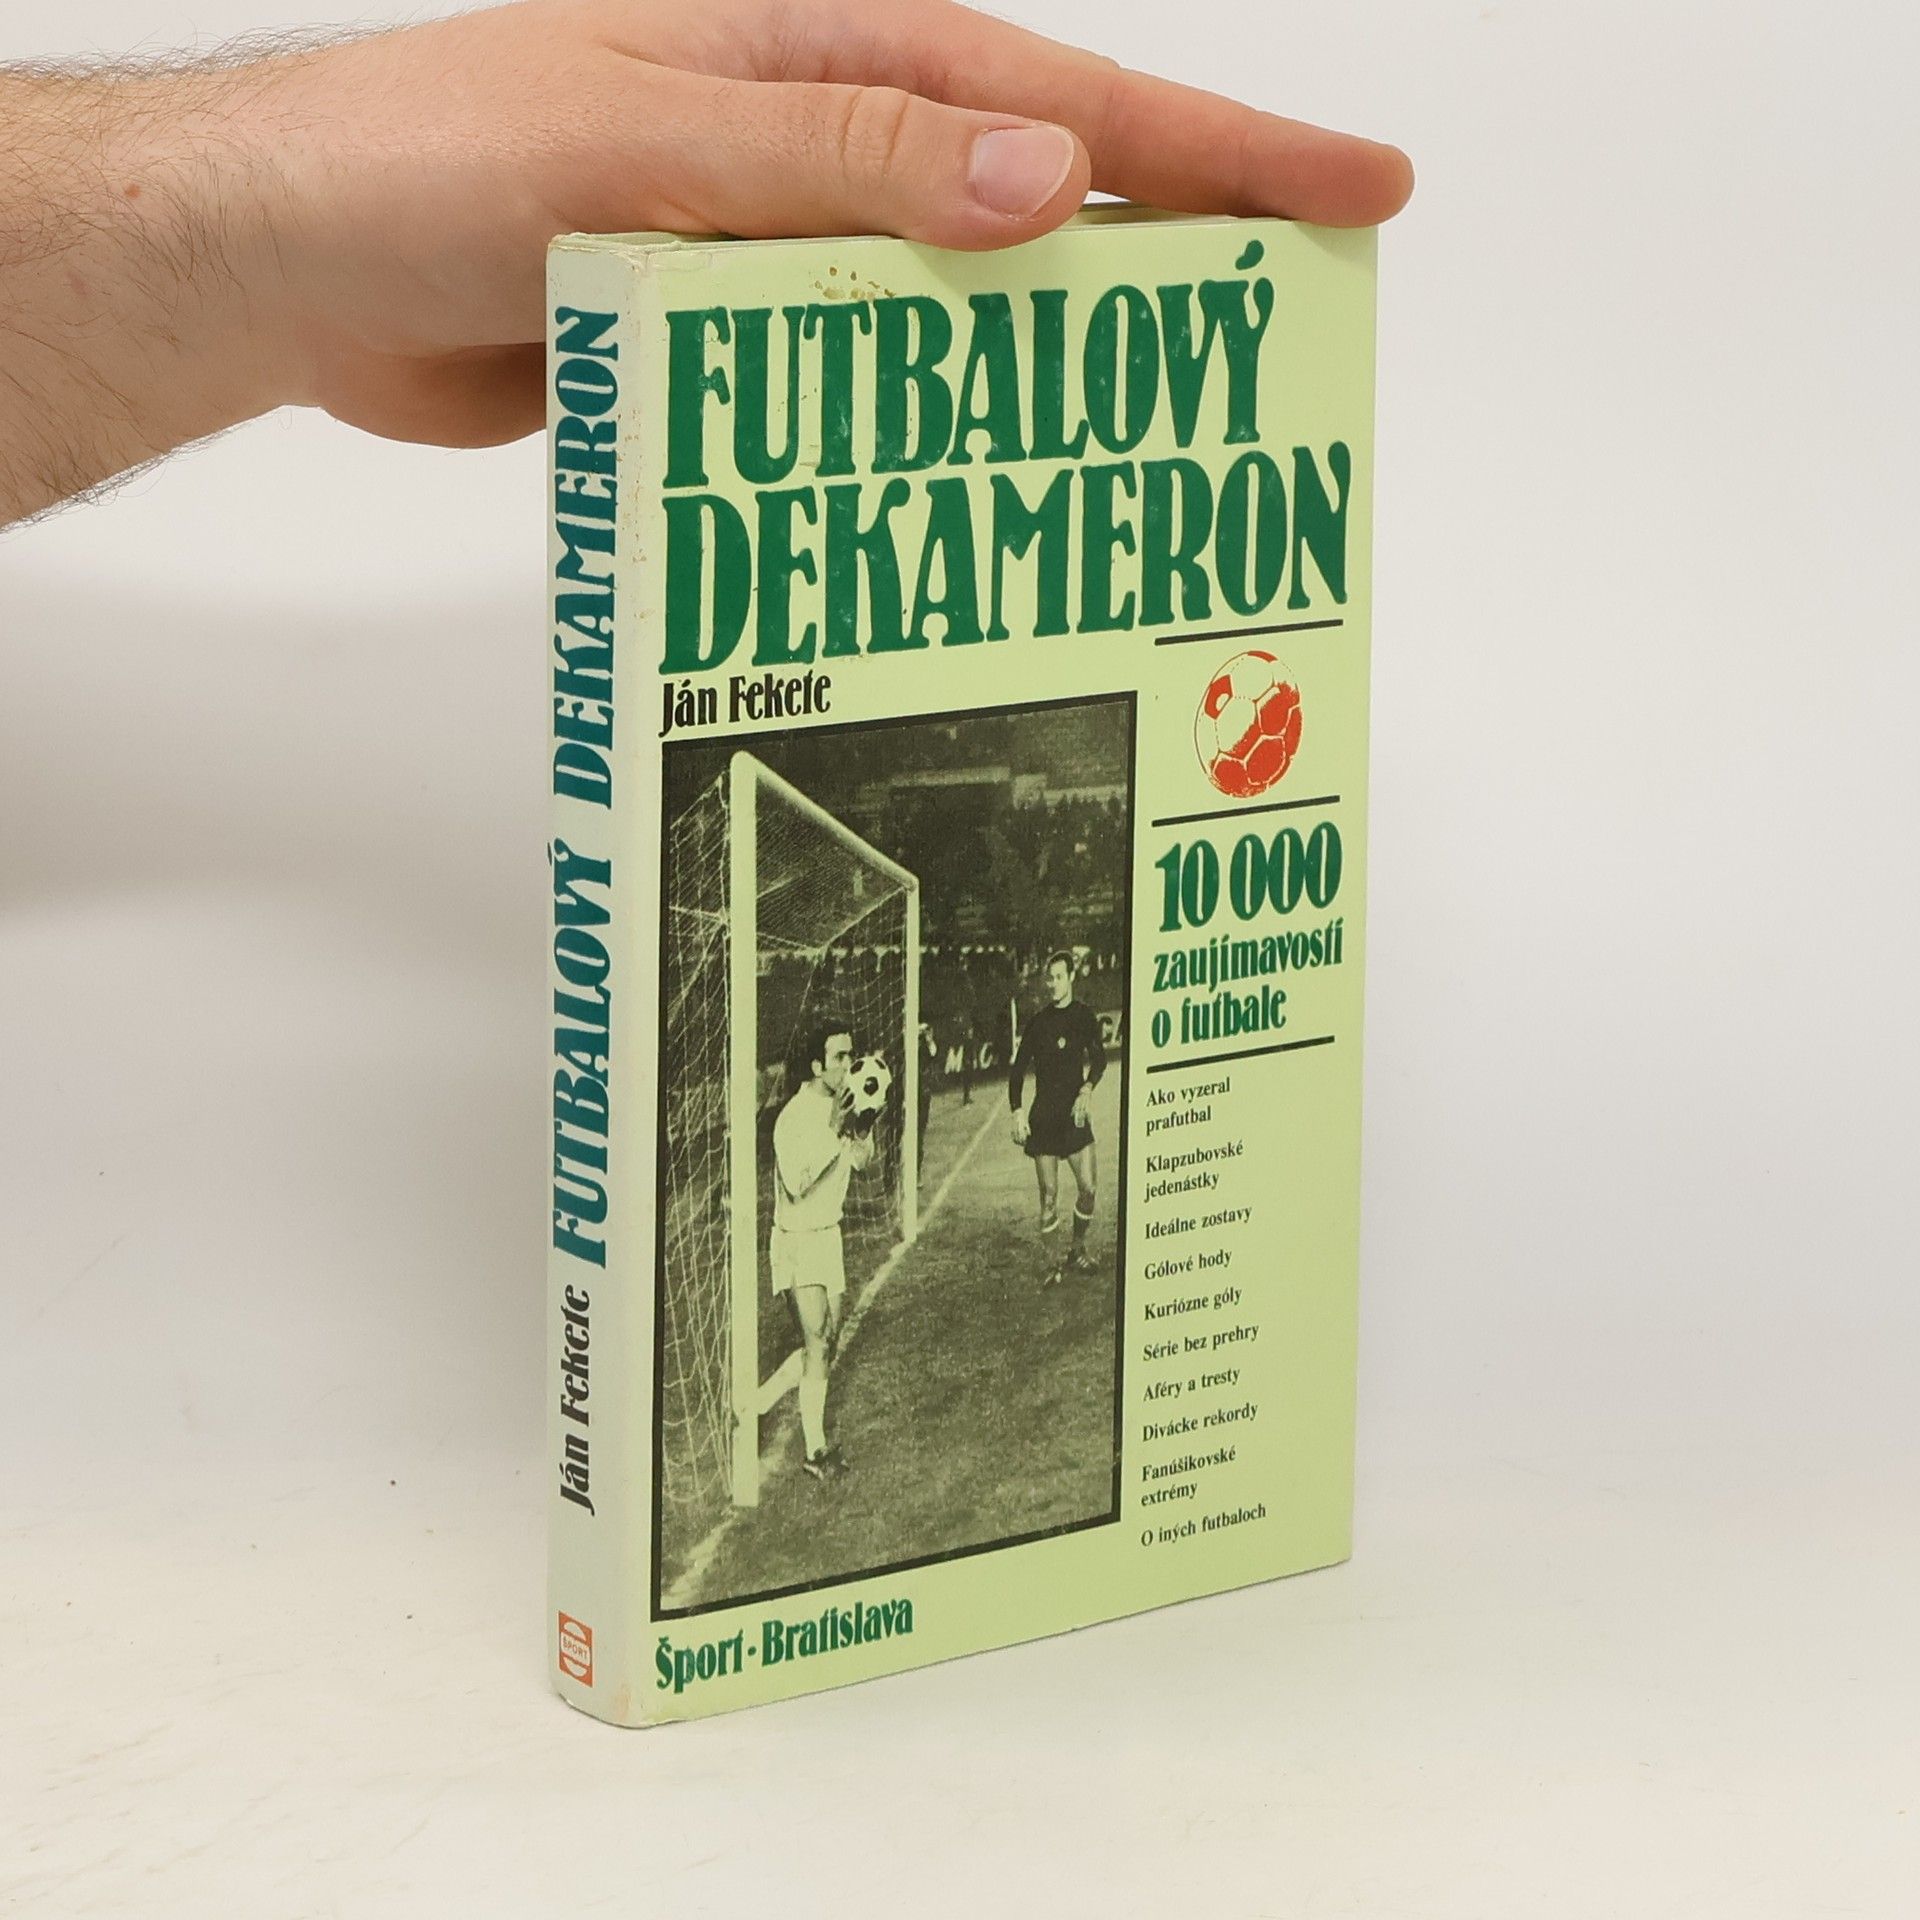 FUTBALOVÝ
DEKAMERON
Ján Fekete
10 000
zaujímavostí
o futbale
Ako vyzeral
prafutbal
Klapzubovské
jedenástky
Ideálne zostavy
Gólové hody
Kuriózne góly
Série bez prehry
Aféry a tresty
Divácke rekordy
Fanúšikovské
extrémy
O iných futbaloch
Šport · Bratislava
Ján Fekete FUTBALOVÝ DEKAMERON
ŠPORT